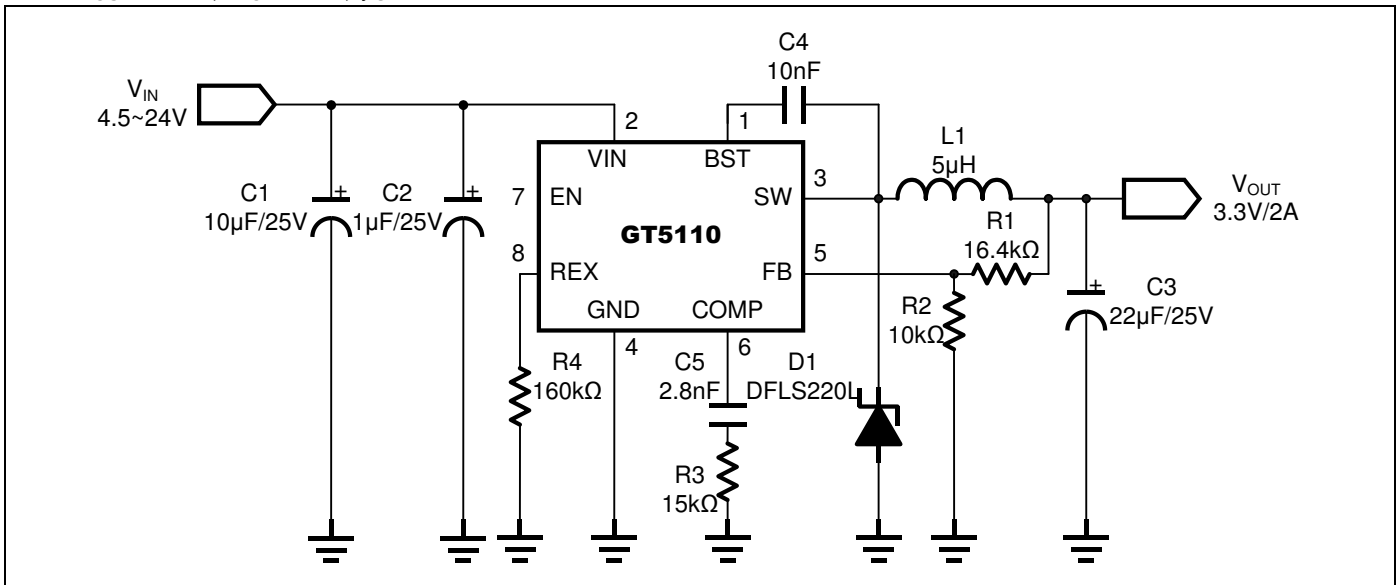 C4
10nF
V_IN
4.5~24V
2
1
VIN
BST
L1
5µH
C1
10µF/25V
C2
1µF/25V
7
EN
SW
3
V_OUT
3.3V/2A
GT5110
R1
16.4kΩ
8
REX
FB
5
GND
COMP
R2
10kΩ
C3
22µF/25V
4
6
R4
160kΩ
C5
2.8nF
D1
DFLS220L
R3
15kΩ